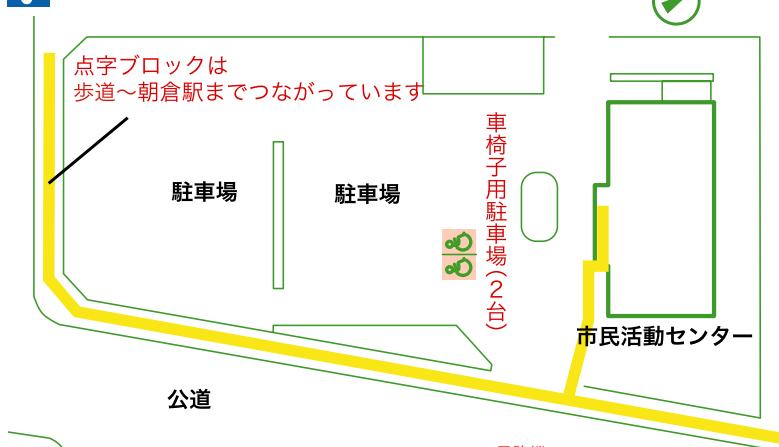 点字ブロックは
歩道～朝倉駅までつながっています
車椅子用駐車場(2台)
駐車場
駐車場
市民活動センター
公道